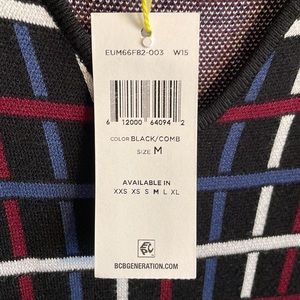 EUM66F82-003 W15
6 12000 64094 2
COLOR BLACK/COMB
SIZE M
AVAILABLE IN
XXS XS S M L XL
BCBGENERATION.COM